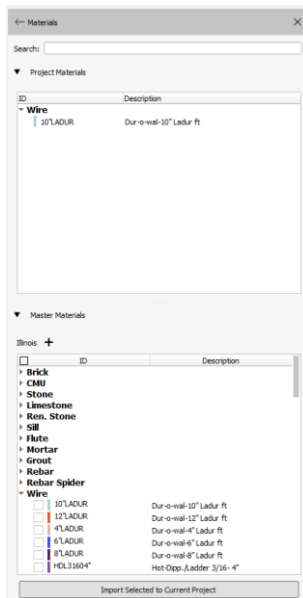 ← Materials ×
Search:
▼ Project Materials
ID Description
Wire
10"LADUR Dur-o-wal-10" Ladur ft
▼ Master Materials
Illinois +
ID Description
Brick
CMU
Stone
Limestone
Ren. Stone
Sill
Flute
Mortar
Grout
Rebar
Rebar Spider
Wire
10"LADUR Dur-o-wal-10" Ladur ft
12"LADUR Dur-o-wal-12" Ladur ft
4"LADUR Dur-o-wal-4" Ladur ft
6"LADUR Dur-o-wal-6" Ladur ft
8"LADUR Dur-o-wal-8" Ladur ft
HDL31604" Hot-Dipp./Ladder 3/16- 4"
Import Selected to Current Project